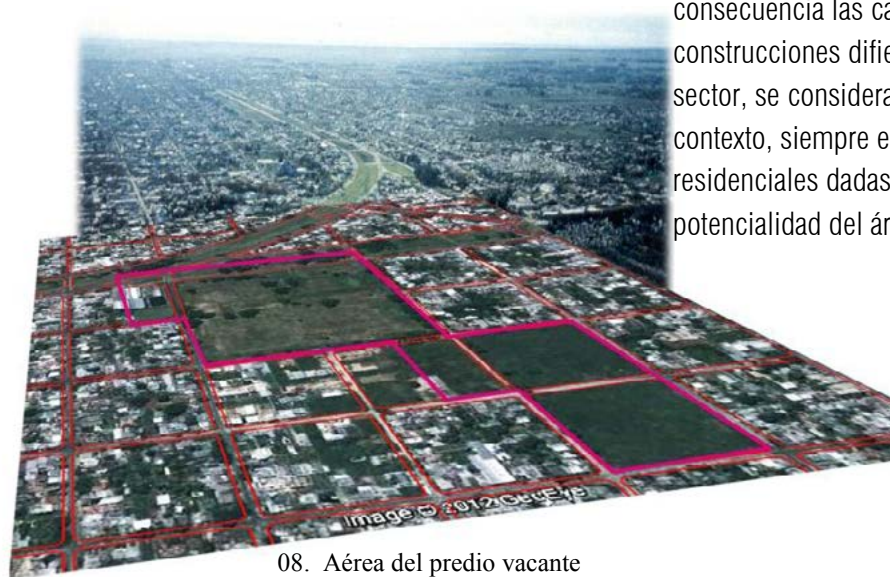 consecuencia las ca
construcciones difie
sector, se considera
contexto, siempre e
residenciales dadas
potencialidad del ár
Image © 2012 GeoEye
08. Aérea del predio vacante